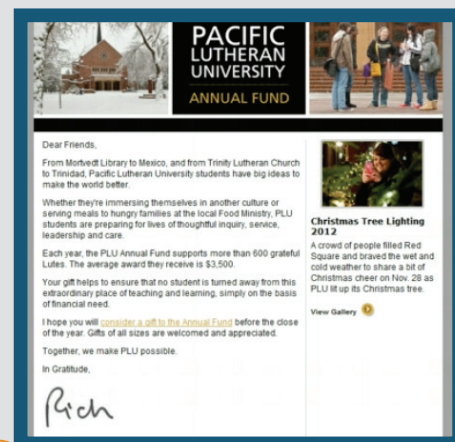 PACIFIC
LUTHERAN
UNIVERSITY
ANNUAL FUND
Dear Friends,
From Mortvedt Library to Mexico, and from Trinity Lutheran Church
to Trinidad, Pacific Lutheran University students have big ideas to
make the world better.
Whether they're immersing themselves in another culture or
serving meals to hungry families at the local Food Ministry, PLU
students are preparing for lives of thoughtful inquiry, service,
leadership and care.
Each year, the PLU Annual Fund supports more than 600 grateful
Lutes. The average award they receive is $3,500.
Your gift helps to ensure that no student is turned away from this
extraordinary place of teaching and learning, simply on the basis
of financial need.
I hope you will consider a gift to the Annual Fund before the close
of the year. Gifts of all sizes are welcomed and appreciated.
Together, we make PLU possible.
In Gratitude,
Rich
Christmas Tree Lighting
2012
A crowd of people filled Red
Square and braved the wet and
cold weather to share a bit of
Christmas cheer on Nov. 28 as
PLU lit up its Christmas tree.
View Gallery